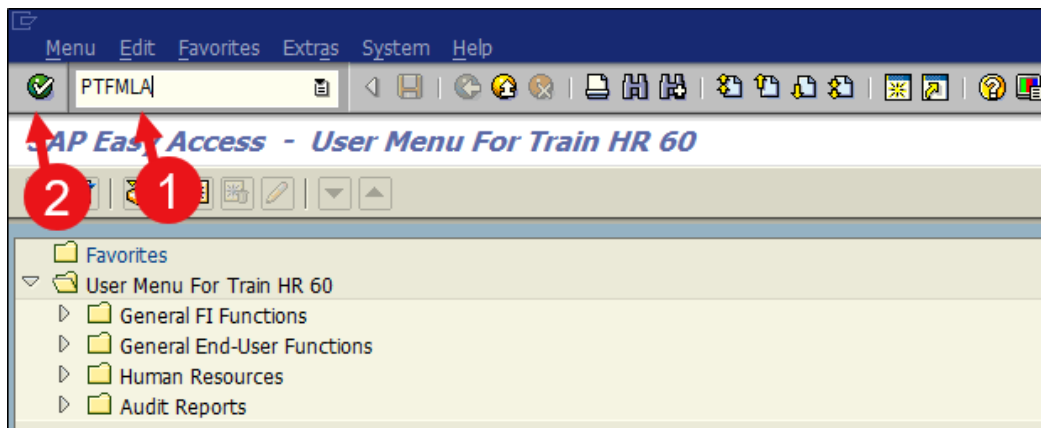 Menu Edit Favorites Extras System Help
PTFMLA
SAP Easy Access - User Menu For Train HR 60
2 1
Favorites
User Menu For Train HR 60
General FI Functions
General End-User Functions
Human Resources
Audit Reports